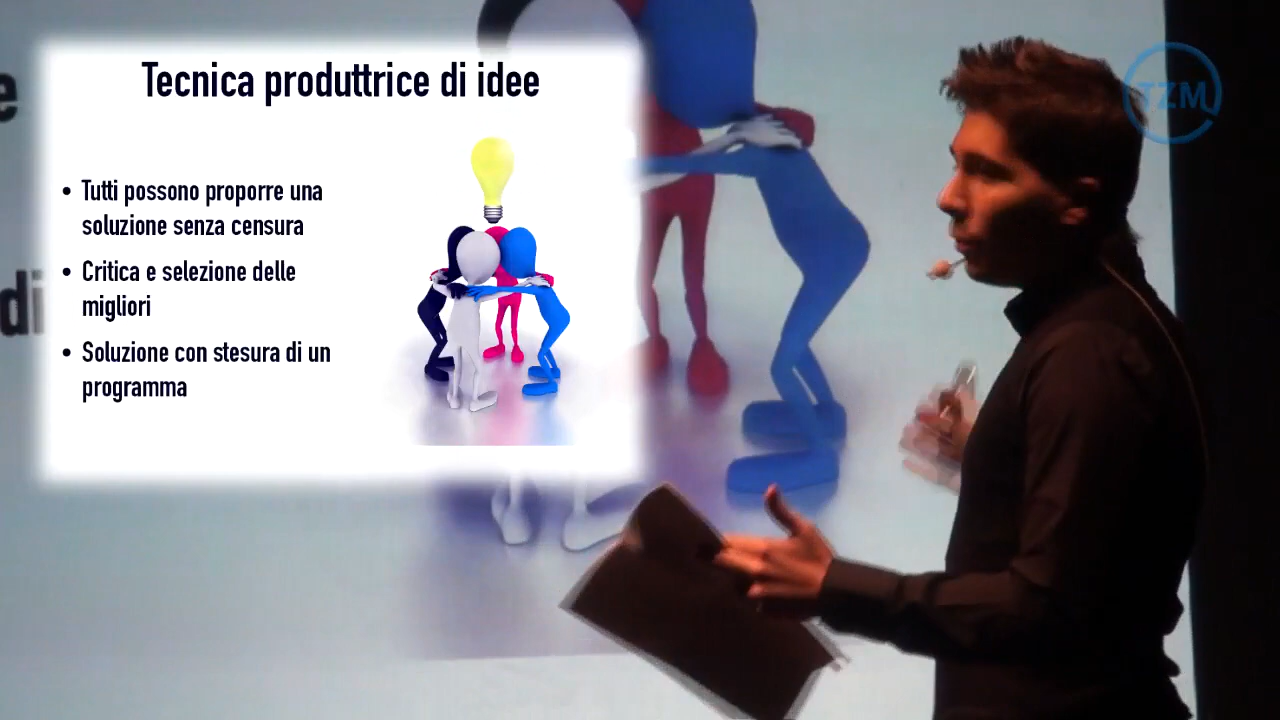 Tecnica produttrice di idee
• Tutti possono proporre una
soluzione senza censura
• Critica e selezione delle
migliori
• Soluzione con stesura di un
programma
TZM
e
di